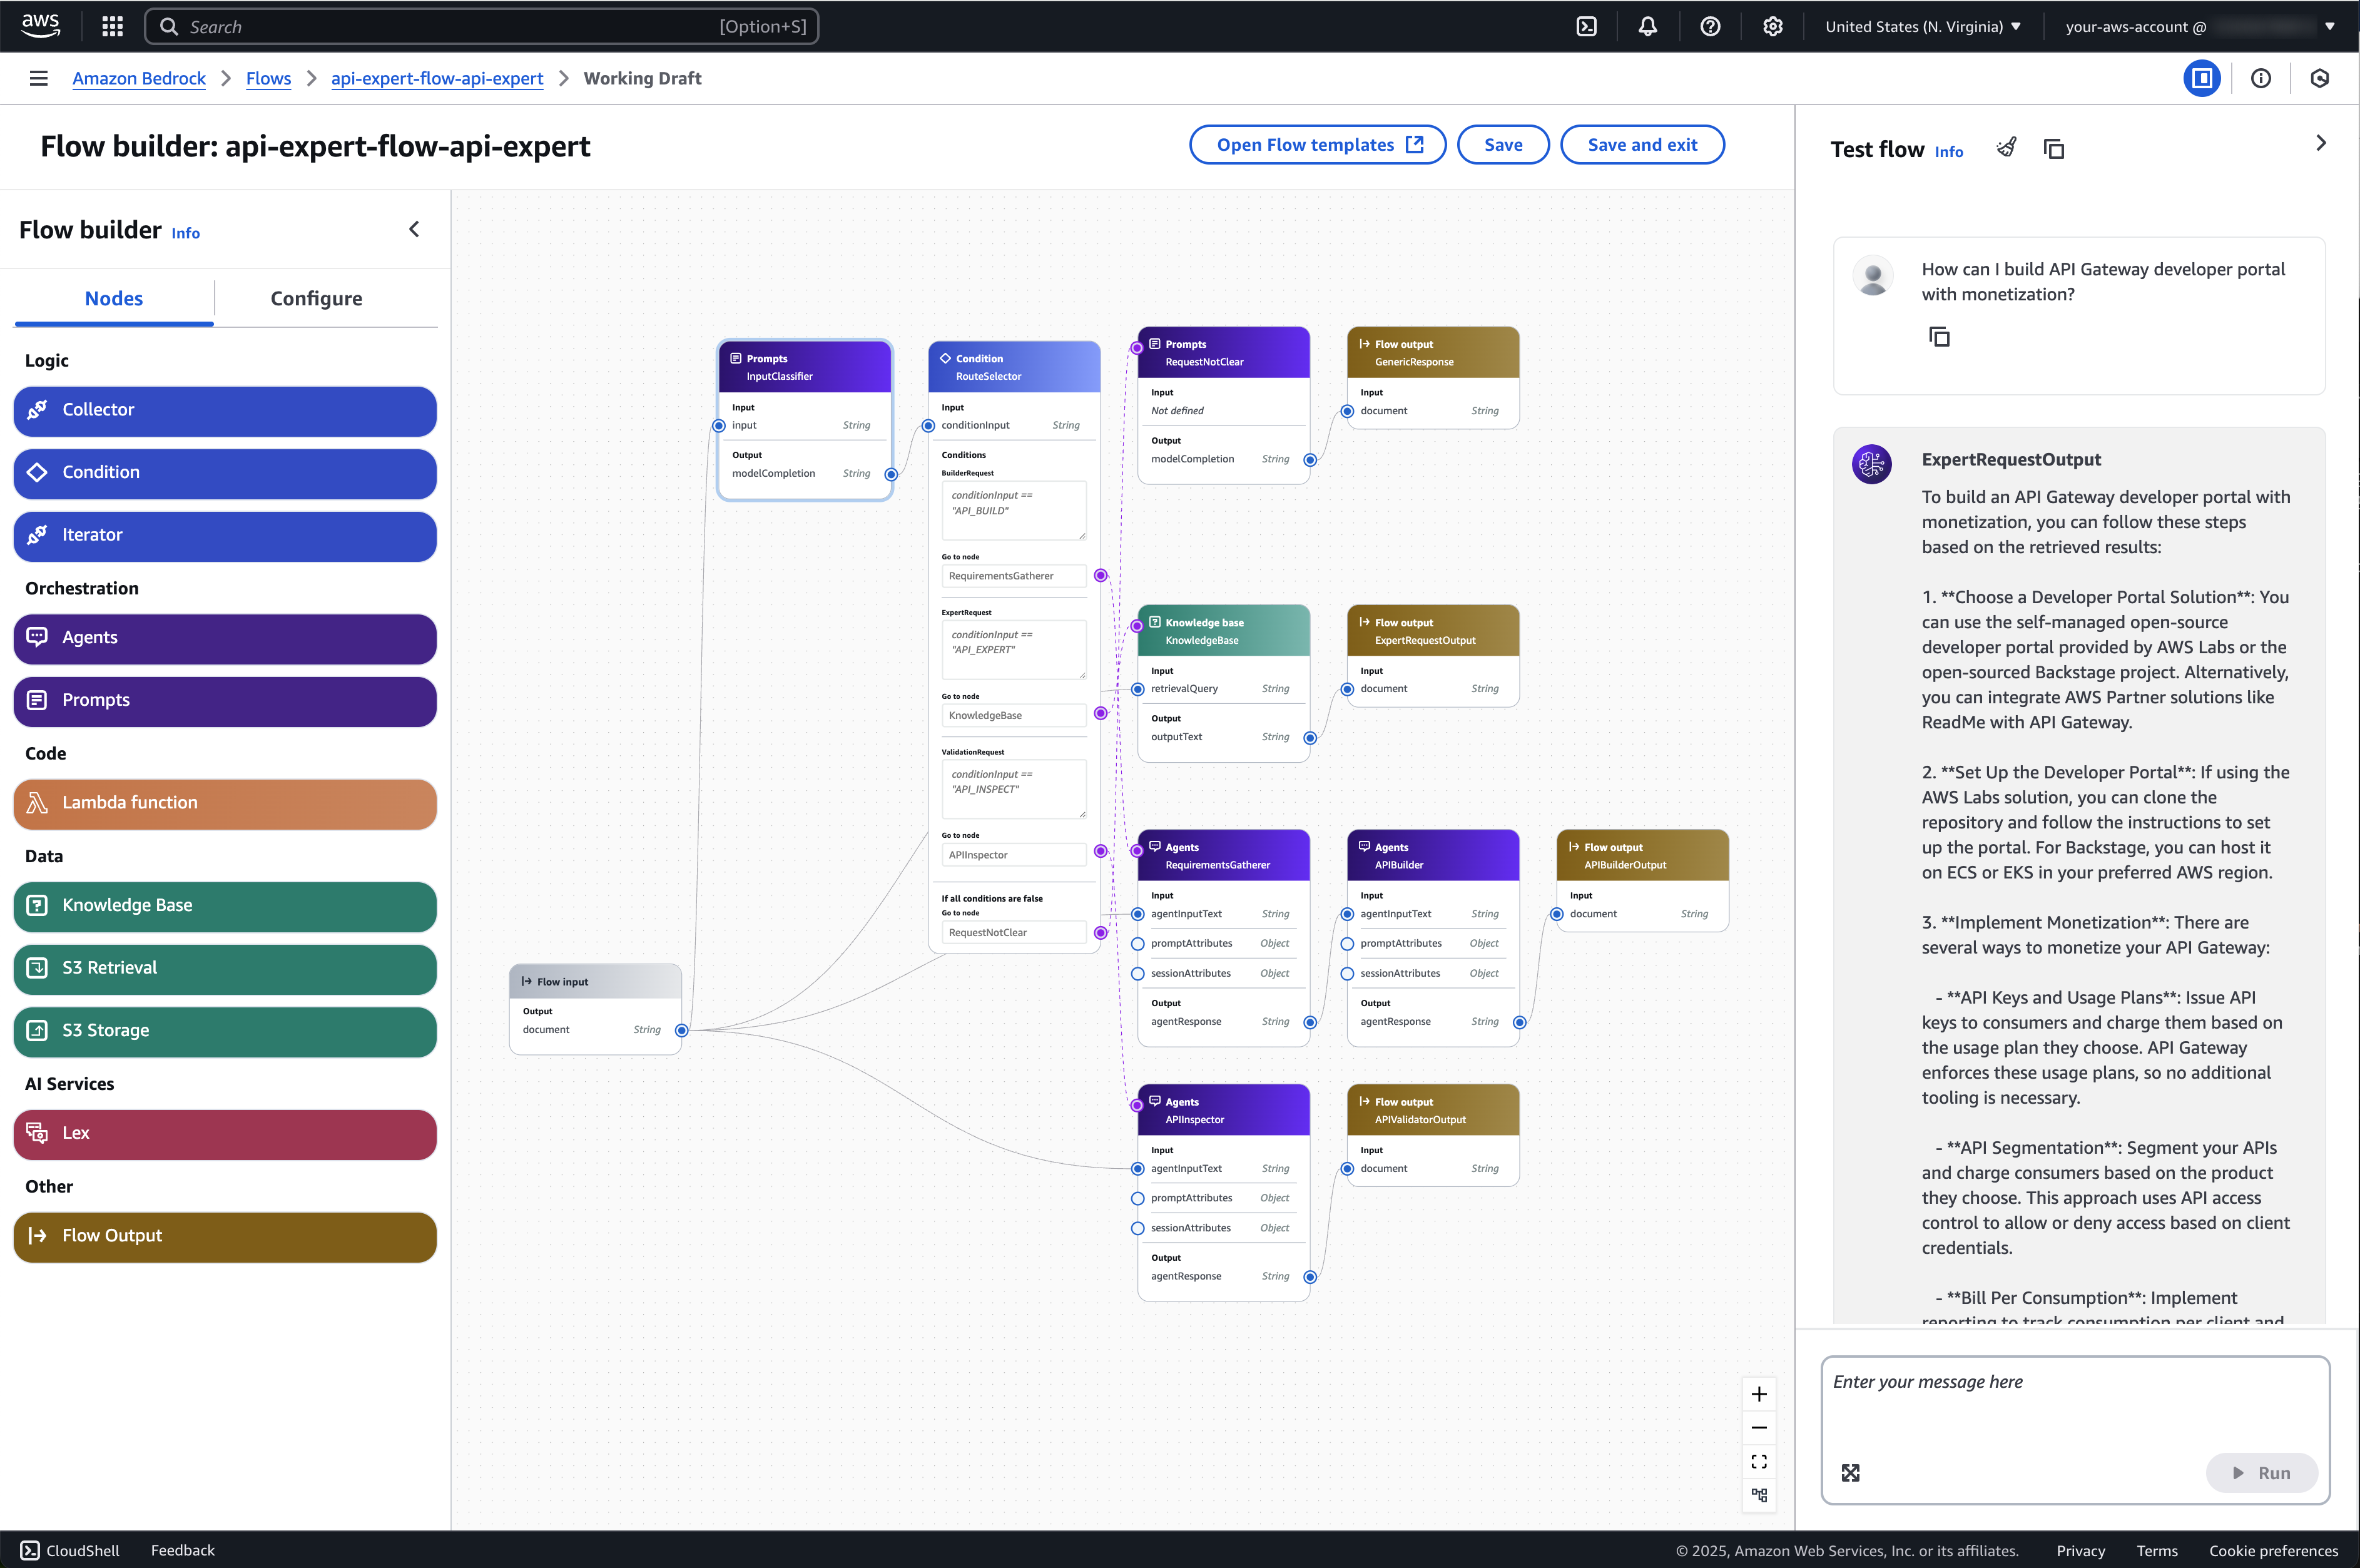 aws
Search
[Option+S]
United States (N. Virginia)
your-aws-account @
Amazon Bedrock
Flows
api-expert-flow-api-expert
Working Draft
Flow builder: api-expert-flow-api-expert
Open Flow templates
Save
Save and exit
Flow builder Info
Nodes
Configure
Logic
Collector
Condition
Iterator
Orchestration
Agents
Prompts
Code
Lambda function
Data
Knowledge Base
S3 Retrieval
S3 Storage
AI Services
Lex
Other
Flow Output
Flow input
Output
document String
Prompts
InputClassifier
Input
input String
Output
modelCompletion String
Condition
RouteSelector
Input
conditionInput String
Conditions
BuilderRequest
conditionInput ==
"API_BUILD"
Go to node
RequirementsGatherer
ExpertRequest
conditionInput ==
"API_EXPERT"
Go to node
KnowledgeBase
ValidationRequest
conditionInput ==
"API_INSPECT"
Go to node
APIInspector
If all conditions are false
Go to node
RequestNotClear
Prompts
RequestNotClear
Input
Not defined
Output
modelCompletion String
Flow output
GenericResponse
Input
document String
Knowledge base
KnowledgeBase
Input
retrievalQuery String
Output
outputText String
Flow output
ExpertRequestOutput
Input
document String
Agents
RequirementsGatherer
Input
agentInputText String
promptAttributes Object
sessionAttributes Object
Output
agentResponse String
Agents
APIBuilder
Input
agentInputText String
promptAttributes Object
sessionAttributes Object
Output
agentResponse String
Flow output
APIBuilderOutput
Input
document String
Agents
APIInspector
Input
agentInputText String
promptAttributes Object
sessionAttributes Object
Output
agentResponse String
Flow output
APIValidatorOutput
Input
document String
Test flow Info
How can I build API Gateway developer portal
with monetization?
ExpertRequestOutput
To build an API Gateway developer portal with
monetization, you can follow these steps
based on the retrieved results:
1. **Choose a Developer Portal Solution**: You
can use the self-managed open-source
developer portal provided by AWS Labs or the
open-sourced Backstage project. Alternatively,
you can integrate AWS Partner solutions like
ReadMe with API Gateway.
2. **Set Up the Developer Portal**: If using the
AWS Labs solution, you can clone the
repository and follow the instructions to set
up the portal. For Backstage, you can host it
on ECS or EKS in your preferred AWS region.
3. **Implement Monetization**: There are
several ways to monetize your API Gateway:
- **API Keys and Usage Plans**: Issue API
keys to consumers and charge them based on
the usage plan they choose. API Gateway
enforces these usage plans, so no additional
tooling is necessary.
- **API Segmentation**: Segment your APIs
and charge consumers based on the product
they choose. This approach uses API access
control to allow or deny access based on client
credentials.
- **Bill Per Consumption**: Implement
reporting to track consumption per client and
Enter your message here
Run
CloudShell
Feedback
© 2025, Amazon Web Services, Inc. or its affiliates.
Privacy
Terms
Cookie preferences